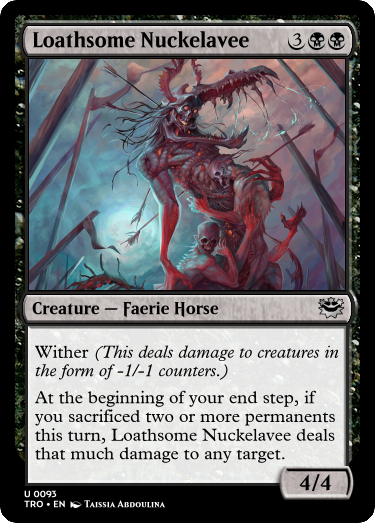 Loathsome Nuckelavee 3
Creature — Faerie Horse
Wither (This deals damage to creatures in
the form of -1/-1 counters.)
At the beginning of your end step, if
you sacrificed two or more permanents
this turn, Loathsome Nuckelavee deals
that much damage to any target.
4/4
U 0093
TRO • EN Taissia Abdoulina